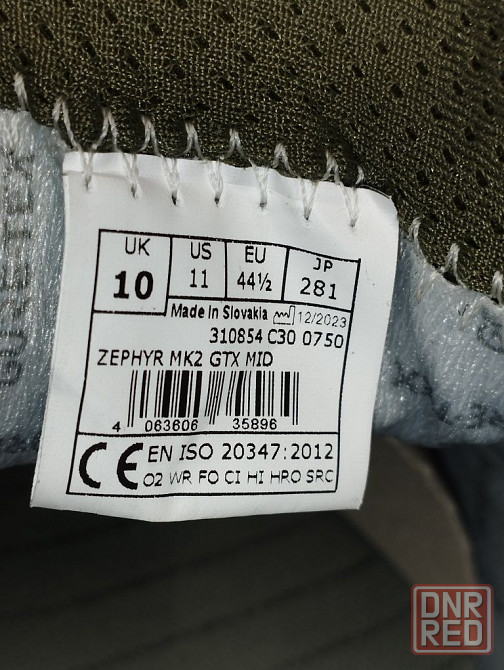 UK US EU JP
10 11 44½ 281
Made in Slovakia 12/2023
310854 C30 0750
ZEPHYR MK2 GTX MID
4 063606 35896
CE EN ISO 20347:2012
O2 WR FO CI HI HRO SRC
GORE-TEX
DNR
RED